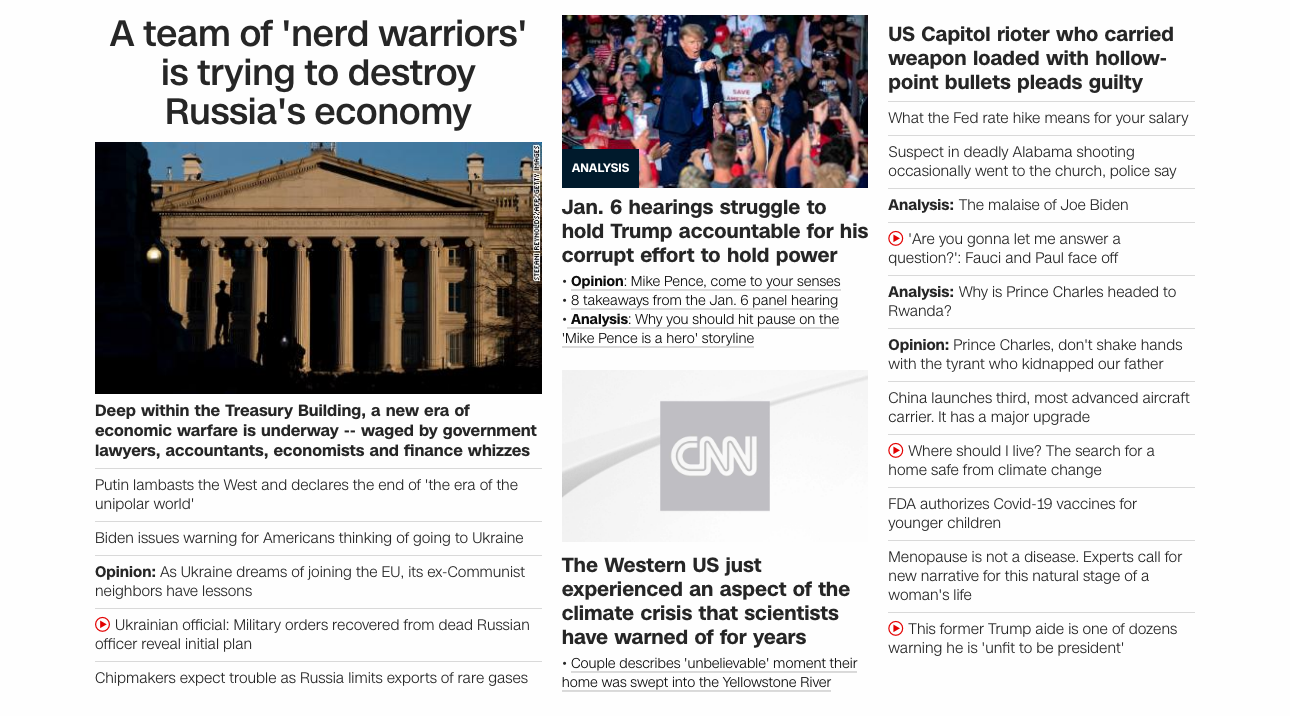 A team of 'nerd warriors'
is trying to destroy
Russia's economy
STEFANI REYNOLDS/AFP/GETTY IMAGES
Deep within the Treasury Building, a new era of
economic warfare is underway -- waged by government
lawyers, accountants, economists and finance whizzes
Putin lambasts the West and declares the end of 'the era of the
unipolar world'
Biden issues warning for Americans thinking of going to Ukraine
Opinion: As Ukraine dreams of joining the EU, its ex-Communist
neighbors have lessons
Ukrainian official: Military orders recovered from dead Russian
officer reveal initial plan
Chipmakers expect trouble as Russia limits exports of rare gases
SAVE
America
ANALYSIS
Jan. 6 hearings struggle to
hold Trump accountable for his
corrupt effort to hold power
• Opinion: Mike Pence, come to your senses
• 8 takeaways from the Jan. 6 panel hearing
• Analysis: Why you should hit pause on the
'Mike Pence is a hero' storyline
CNN
The Western US just
experienced an aspect of the
climate crisis that scientists
have warned of for years
• Couple describes 'unbelievable' moment their
home was swept into the Yellowstone River
US Capitol rioter who carried
weapon loaded with hollow-
point bullets pleads guilty
What the Fed rate hike means for your salary
Suspect in deadly Alabama shooting
occasionally went to the church, police say
Analysis: The malaise of Joe Biden
'Are you gonna let me answer a
question?': Fauci and Paul face off
Analysis: Why is Prince Charles headed to
Rwanda?
Opinion: Prince Charles, don't shake hands
with the tyrant who kidnapped our father
China launches third, most advanced aircraft
carrier. It has a major upgrade
Where should I live? The search for a
home safe from climate change
FDA authorizes Covid-19 vaccines for
younger children
Menopause is not a disease. Experts call for
new narrative for this natural stage of a
woman's life
This former Trump aide is one of dozens
warning he is 'unfit to be president'